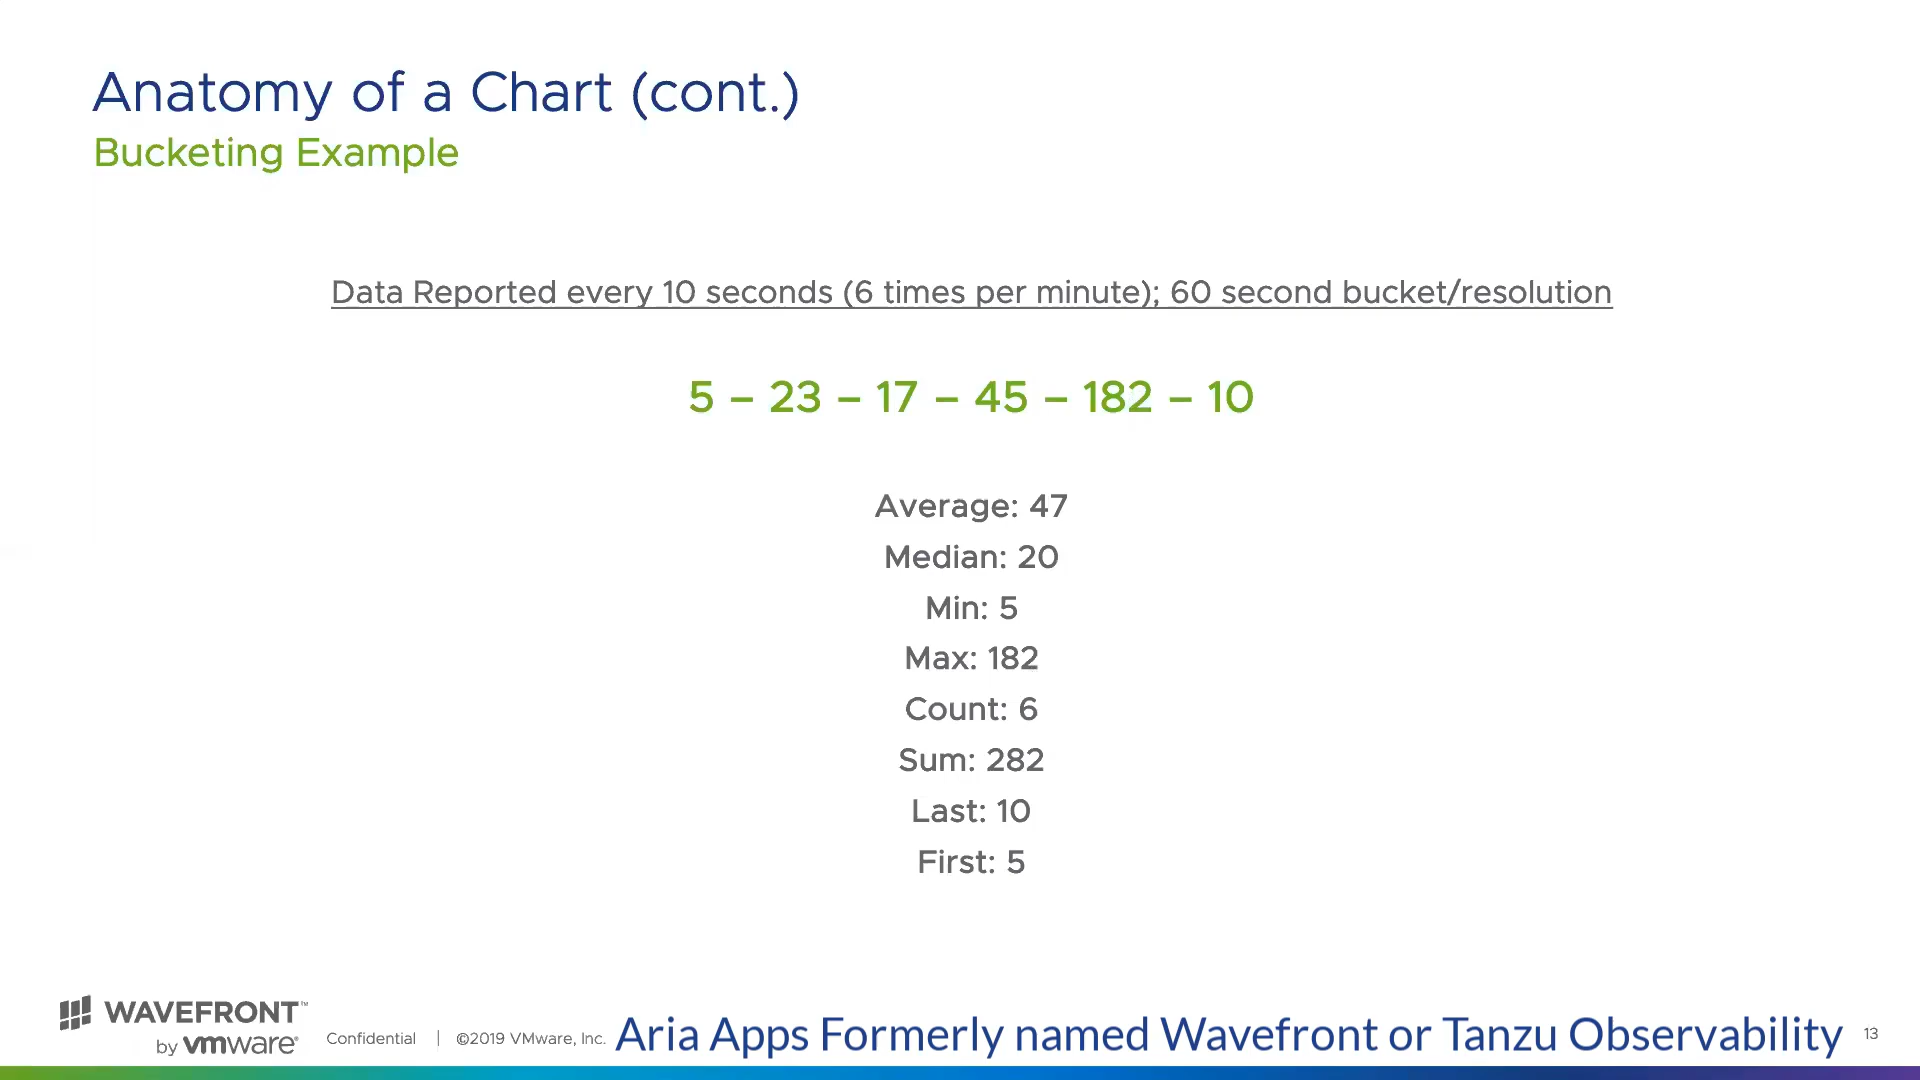 Anatomy of a Chart (cont.)
Bucketing Example
Data Reported every 10 seconds (6 times per minute); 60 second bucket/resolution
5 – 23 – 17 – 45 – 182 – 10
Average: 47
Median: 20
Min: 5
Max: 182
Count: 6
Sum: 282
Last: 10
First: 5
WAVEFRONT™
by vmware®
Confidential | ©2019 VMware, Inc.
Aria Apps Formerly named Wavefront or Tanzu Observability
13